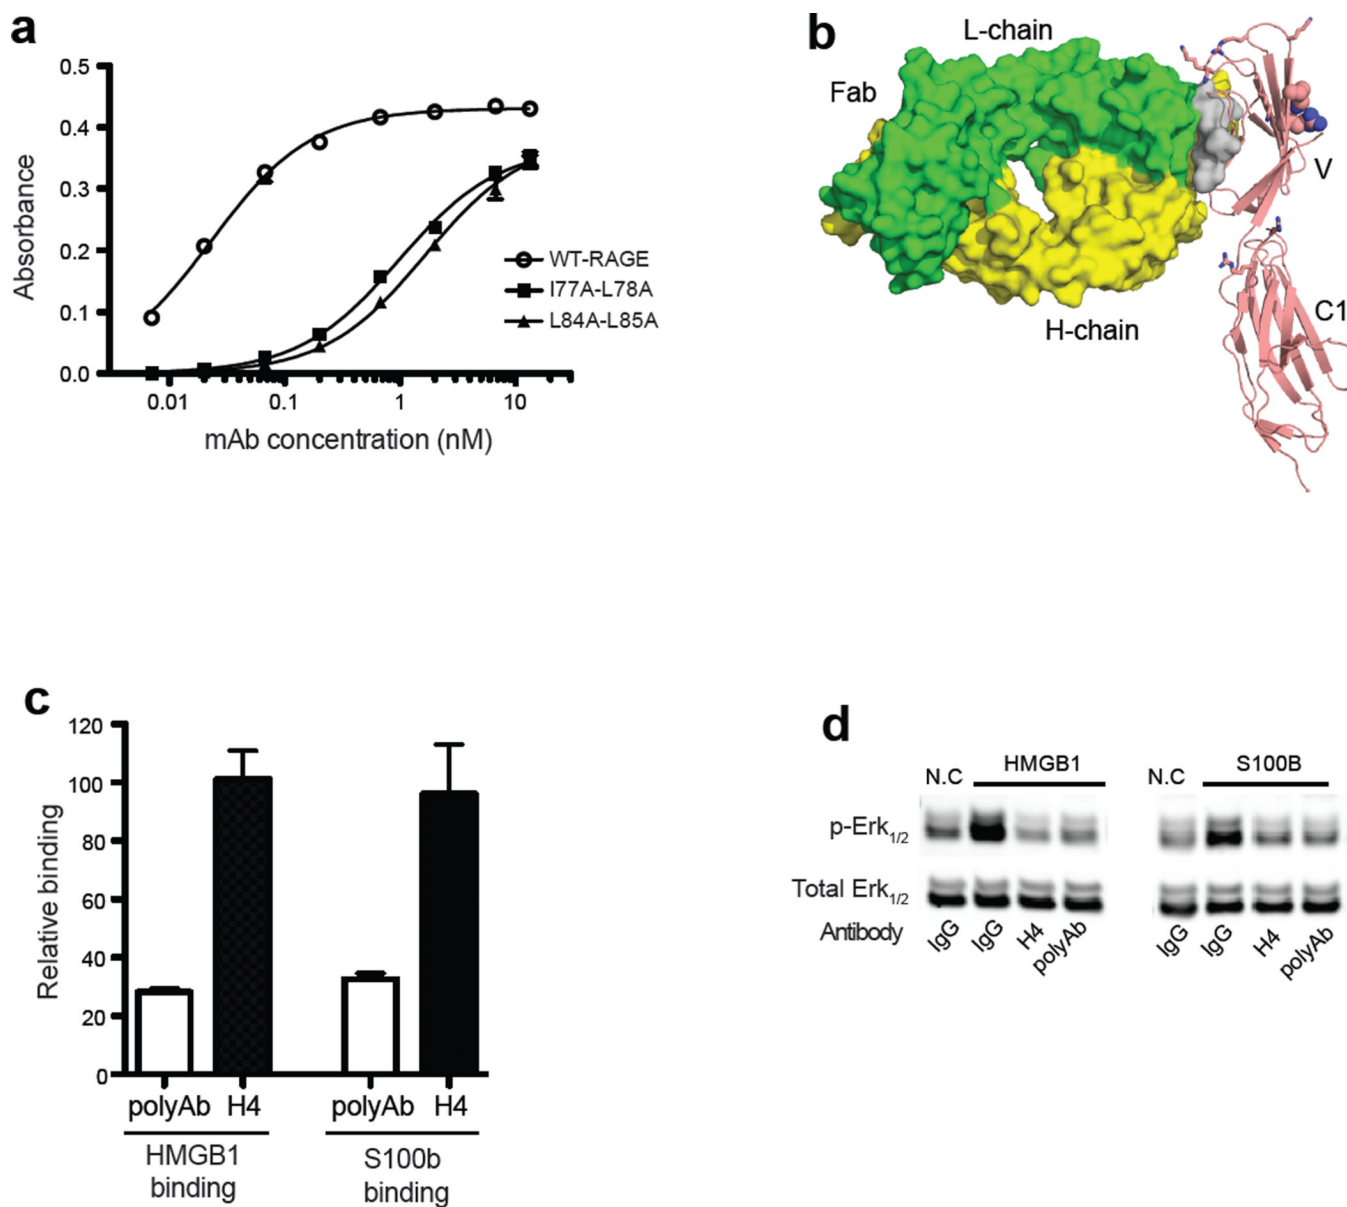 a
0.5
0.4
0.3
0.2
0.1
0.0
Absorbance
0.01 0.1 1 10
mAb concentration (nM)
WT-RAGE
I77A-L78A
L84A-L85A
b
L-chain
Fab
V
C1
H-chain
c
120
100
80
60
40
20
0
Relative binding
polyAb H4 polyAb H4
HMGB1 binding
S100b binding
d
N.C HMGB1 N.C S100B
p-Erk1/2
Total Erk1/2
Antibody IgG IgG H4 polyAb IgG IgG H4 polyAb